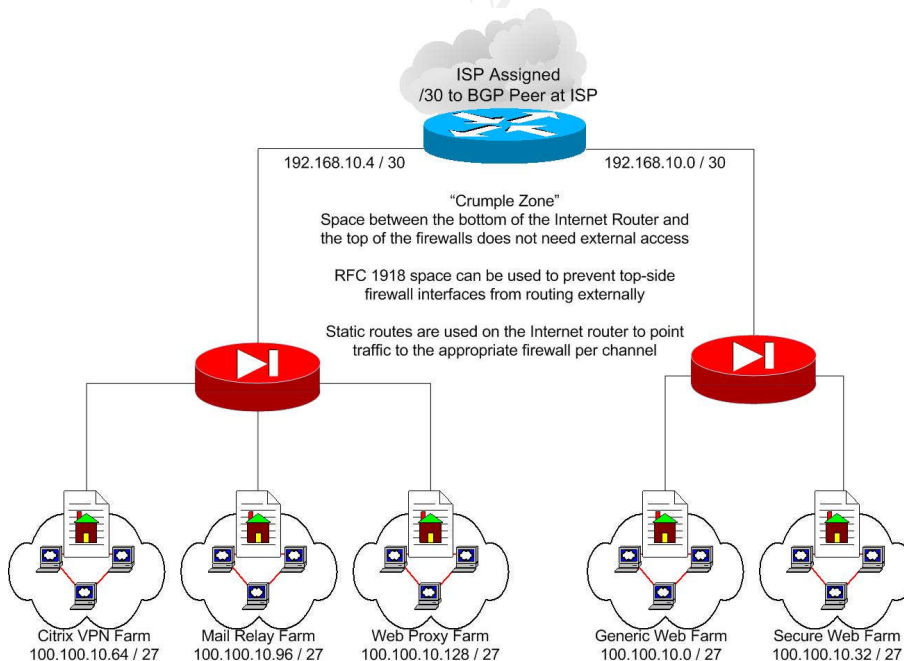 ISP Assigned
/30 to BGP Peer at ISP
192.168.10.4 / 30
192.168.10.0 / 30
“Crumple Zone”
Space between the bottom of the Internet Router and
the top of the firewalls does not need external access
RFC 1918 space can be used to prevent top-side
firewall interfaces from routing externally
Static routes are used on the Internet router to point
traffic to the appropriate firewall per channel
Citrix VPN Farm
100.100.10.64 / 27
Mail Relay Farm
100.100.10.96 / 27
Web Proxy Farm
100.100.10.128 / 27
Generic Web Farm
100.100.10.0 / 27
Secure Web Farm
100.100.10.32 / 27